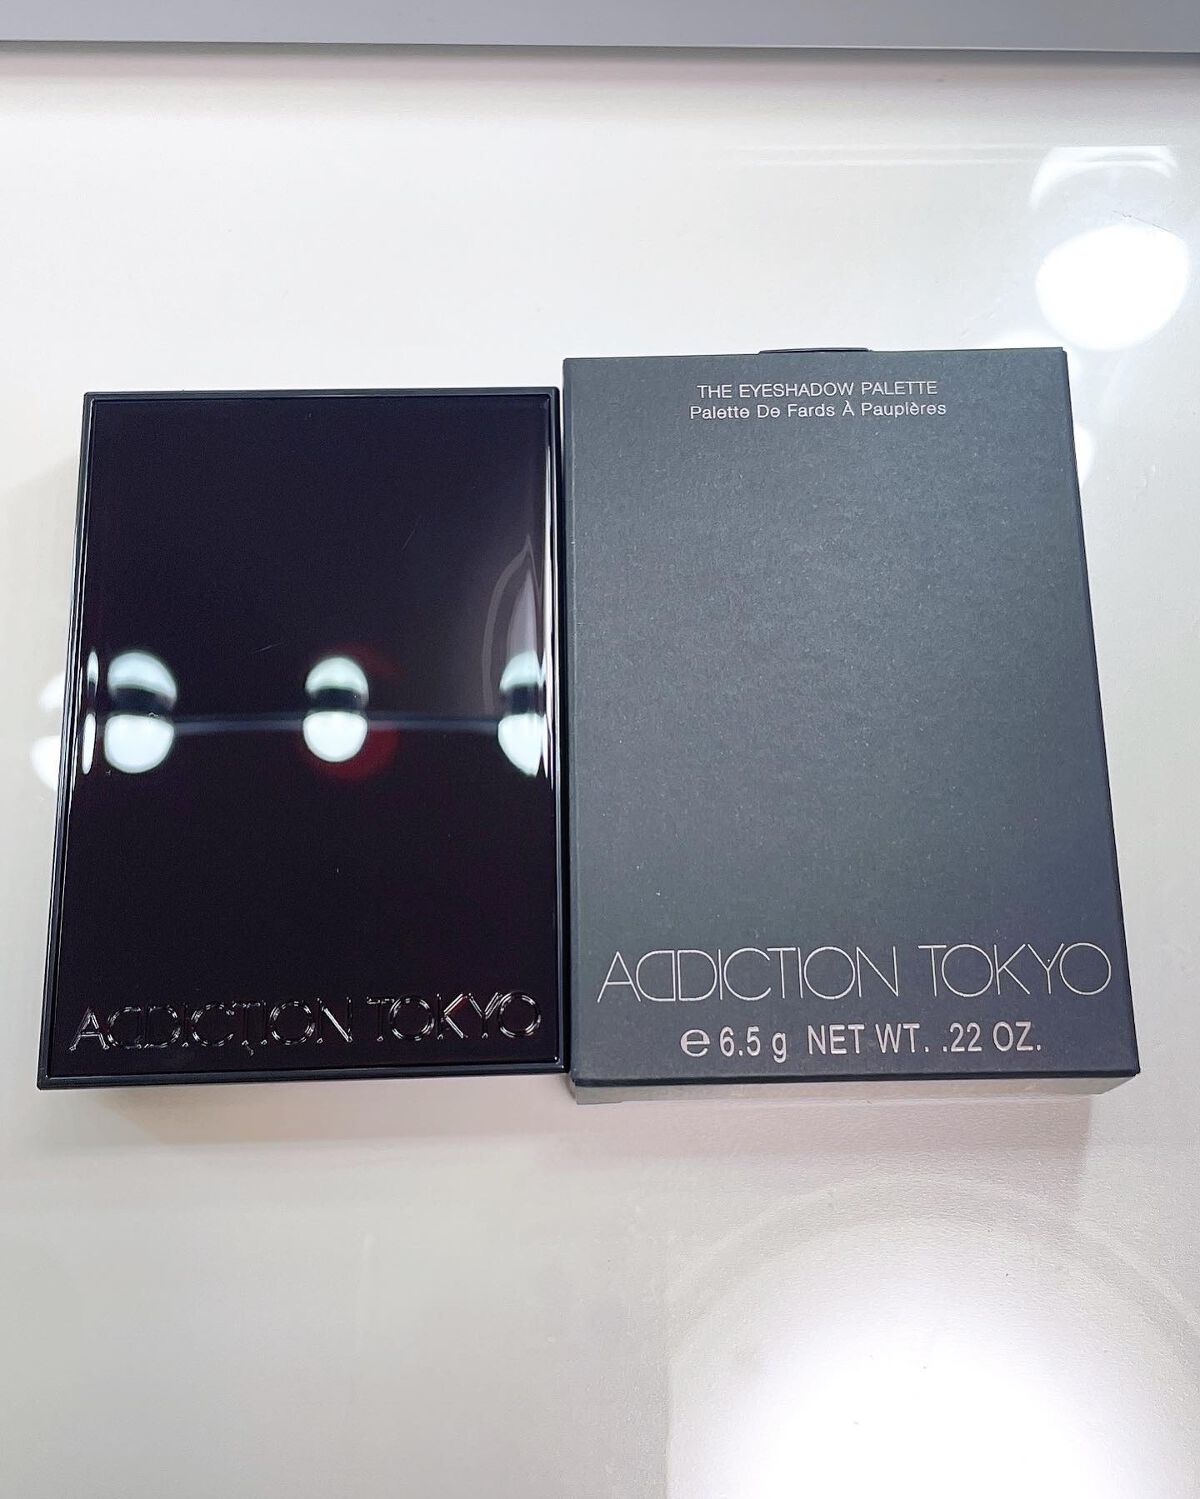 ADDICTION TOKYO
THE EYESHADOW PALETTE
Palette De Fards À Paupières
ADDICTION TOKYO
℮ 6.5 g NET WT. .22 OZ.